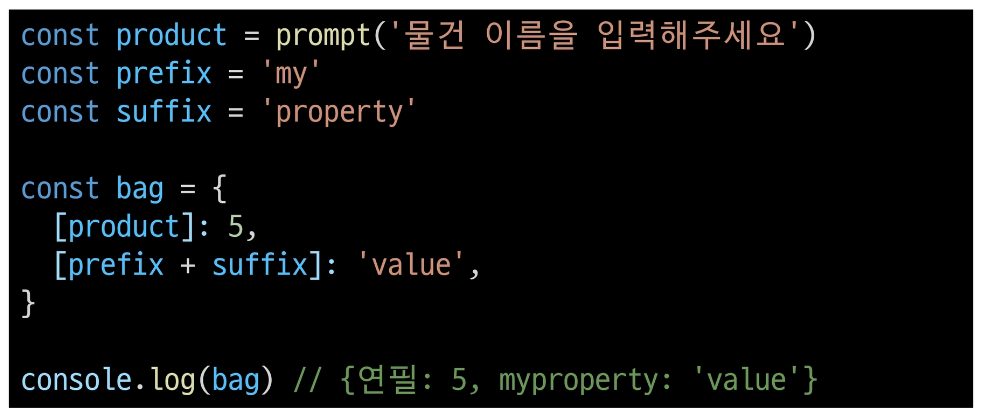 const product = prompt('물건 이름을 입력해주세요')
const prefix = 'my'
const suffix = 'property'
const bag = {
[product]: 5,
[prefix + suffix]: 'value',
}
console.log(bag) // {연필: 5, myproperty: 'value'}